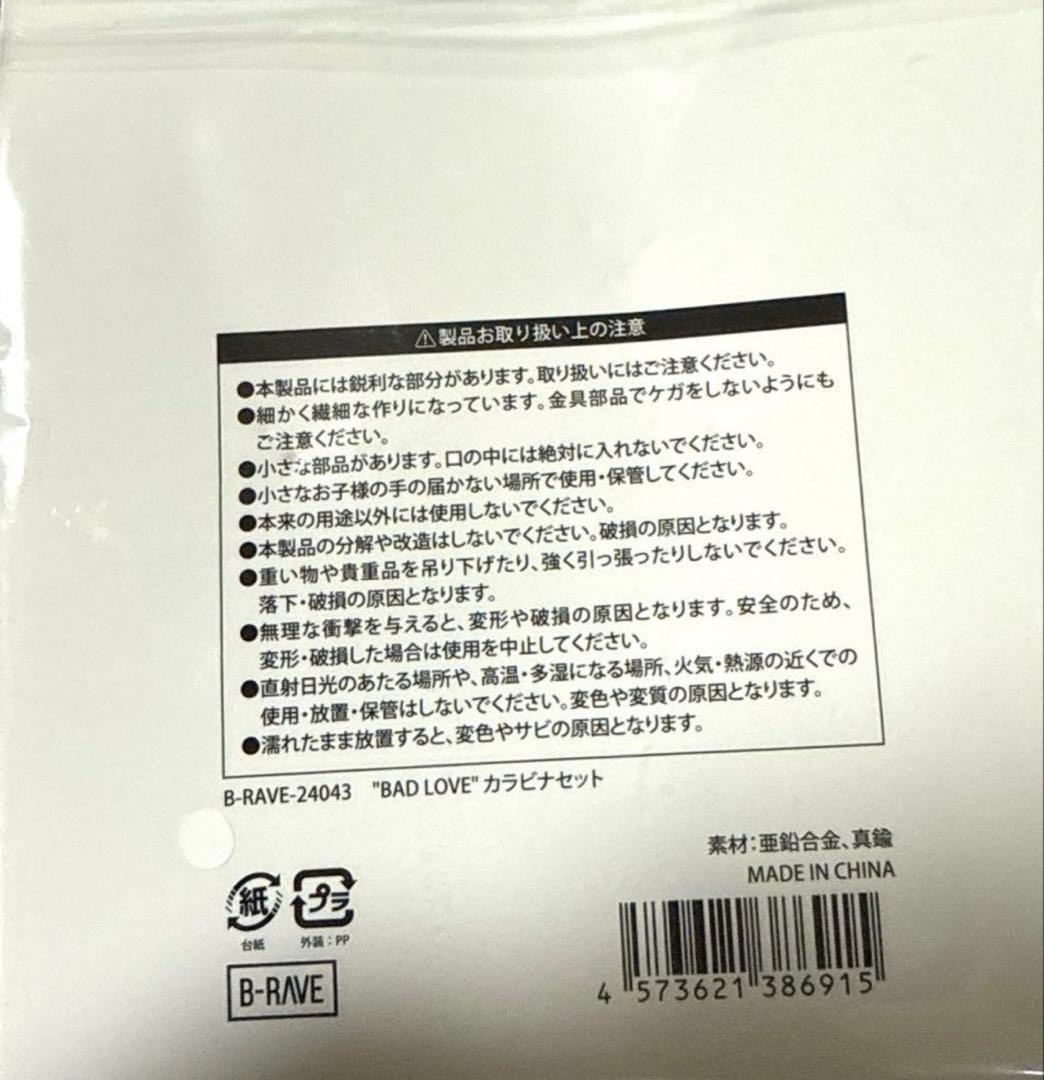 ⚠製品お取り扱い上の注意
●本製品には鋭利な部分があります。取り扱いにはご注意ください。
●細かく繊細な作りになっています。金具部品でケガをしないようにも
ご注意ください。
●小さな部品があります。口の中には絶対に入れないでください。
●小さなお子様の手の届かない場所で使用・保管してください。
●本来の用途以外には使用しないでください。
●本製品の分解や改造はしないでください。破損の原因となります。
●重い物や貴重品を吊り下げたり、強く引っ張ったりしないでください。
落下・破損の原因となります。
●無理な衝撃を与えると、変形や破損の原因となります。安全のため、
変形・破損した場合は使用を中止してください。
●直射日光のあたる場所や、高温・多湿になる場所、火気・熱源の近くでの
使用・放置・保管はしないでください。変色や変質の原因となります。
●濡れたまま放置すると、変色やサビの原因となります。
B-RAVE-24043 "BAD LOVE" カラビナセット
素材：亜鉛合金、真鍮
MADE IN CHINA
紙 プラ
台紙 外装：PP
B-RAVE
4 573621 386915